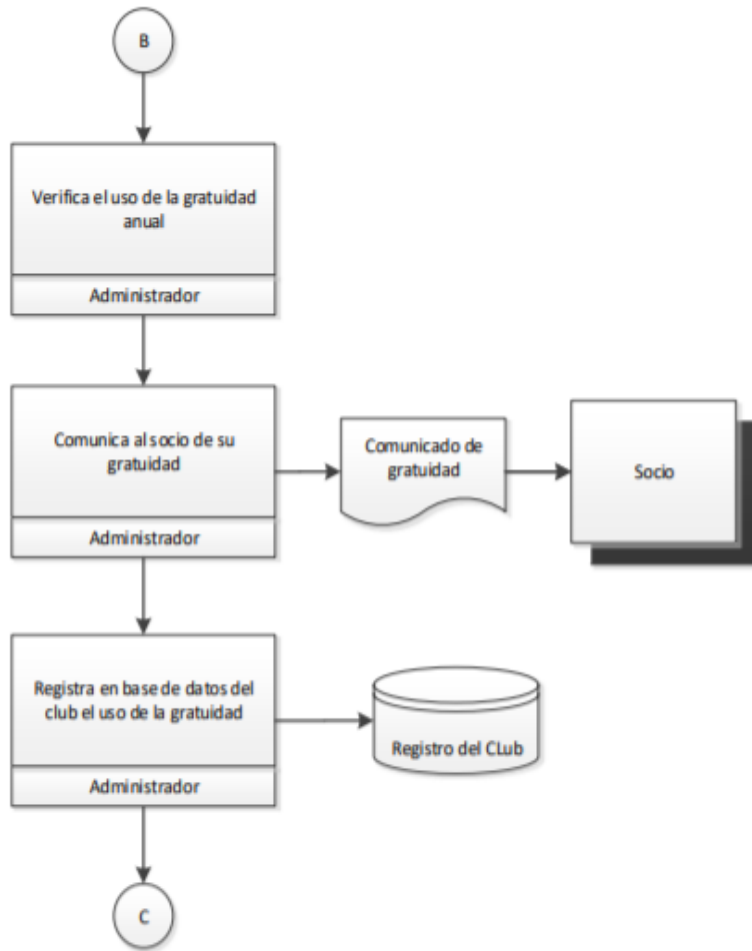 B
Verifica el uso de la gratuidad
anual
Administrador
Comunica al socio de su
gratuidad
Administrador
Comunicado de
gratuidad
Socio
Registra en base de datos del
club el uso de la gratuidad
Administrador
Registro del CLub
C